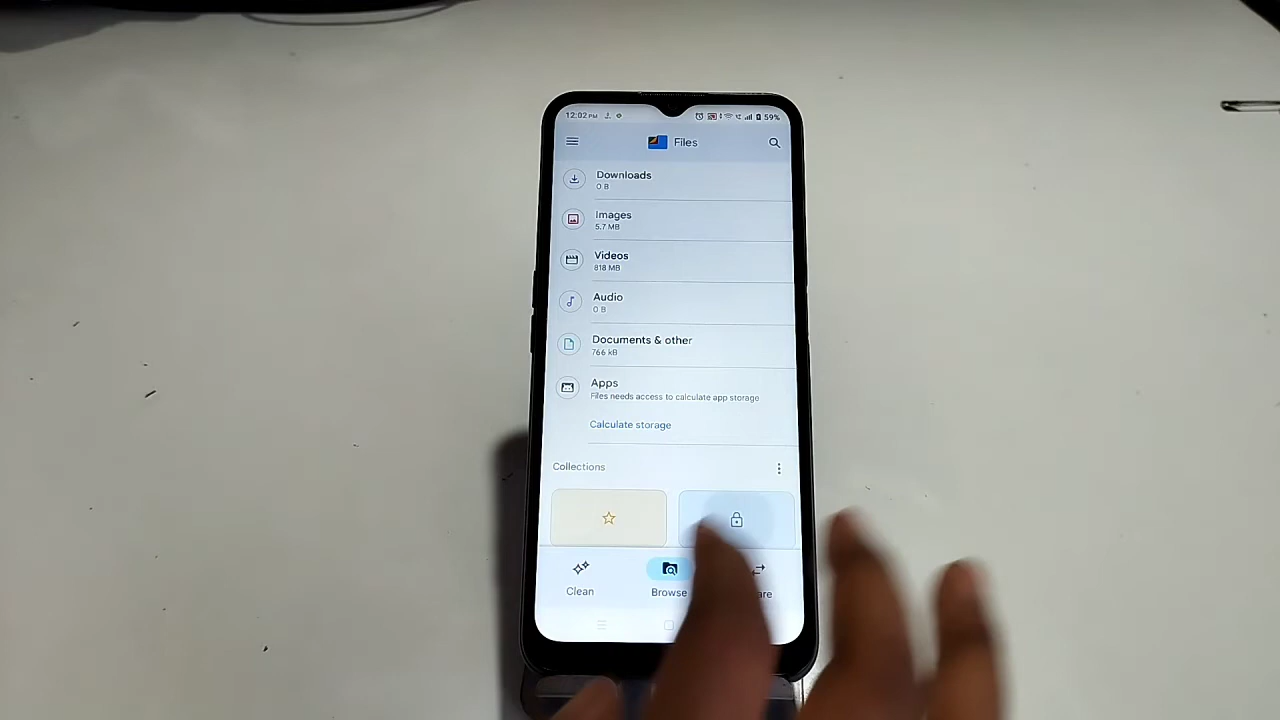 12:02 PM
59%
Files
Downloads
0 B
Images
5.7 MB
Videos
818 MB
Audio
0 B
Documents & other
766 kB
Apps
Files needs access to calculate app storage
Calculate storage
Collections
Clean
Browse